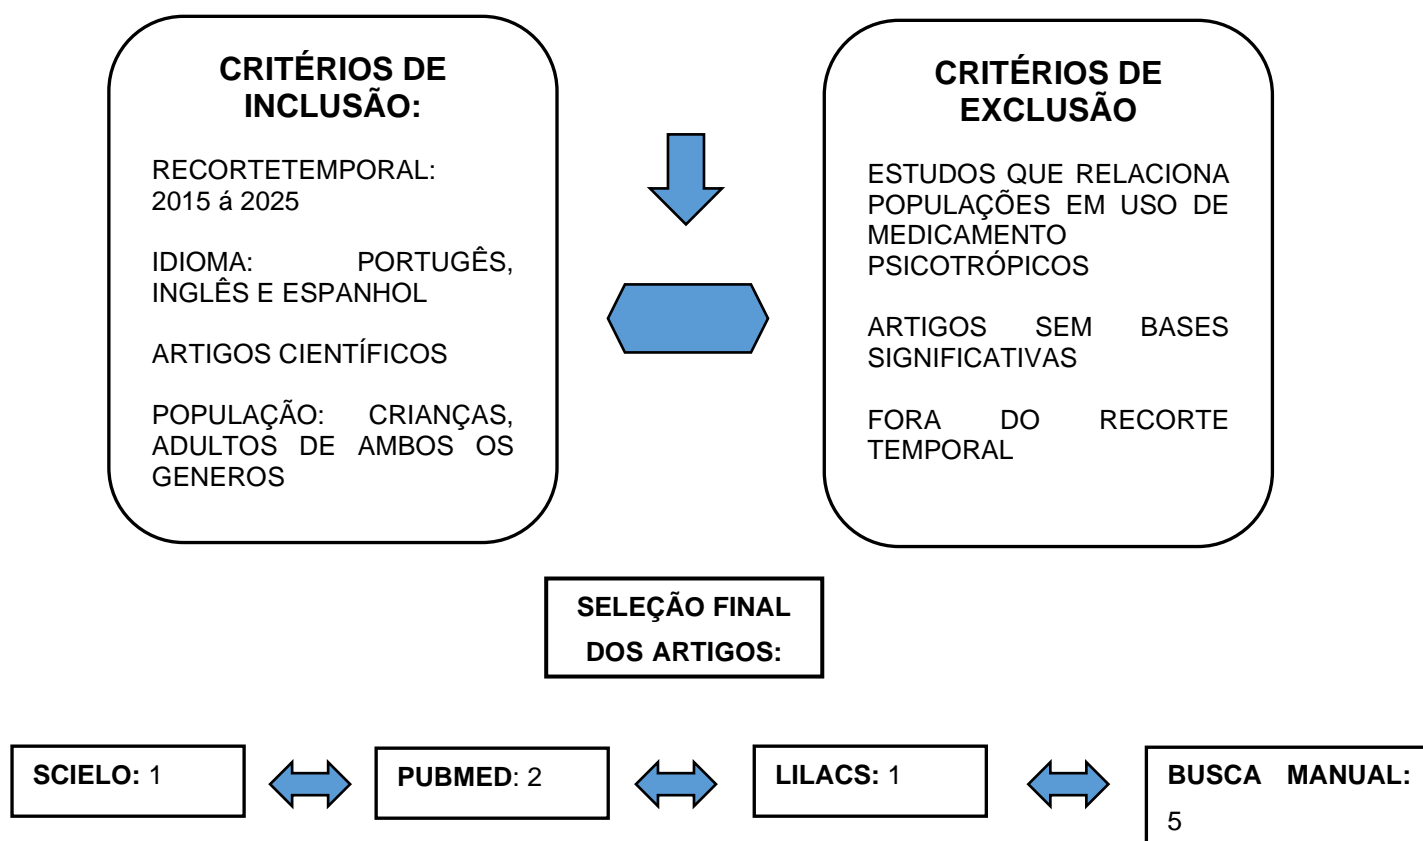 CRITÉRIOS DE
INCLUSÃO:
RECORTETEMPORAL:
2015 á 2025
IDIOMA: PORTUGÊS,
INGLÊS E ESPANHOL
ARTIGOS CIENTÍFICOS
POPULAÇÃO: CRIANÇAS,
ADULTOS DE AMBOS OS
GENEROS
CRITÉRIOS DE
EXCLUSÃO
ESTUDOS QUE RELACIONA
POPULAÇÕES EM USO DE
MEDICAMENTO
PSICOTRÓPICOS
ARTIGOS SEM BASES
SIGNIFICATIVAS
FORA DO RECORTE
TEMPORAL
SELEÇÃO FINAL
DOS ARTIGOS:
SCIELO: 1
PUBMED: 2
LILACS: 1
BUSCA MANUAL:
5